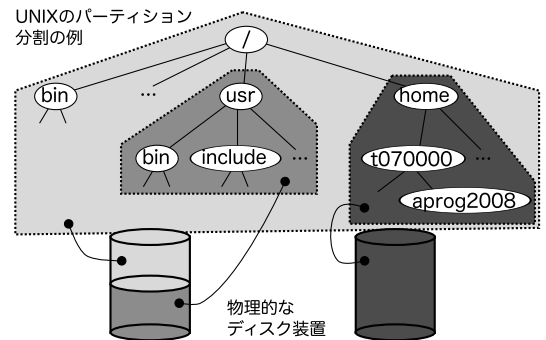 UNIXのパーティション
分割の例
/
bin
…
usr
home
bin
include
…
t070000
…
aprog2008
物理的な
ディスク装置